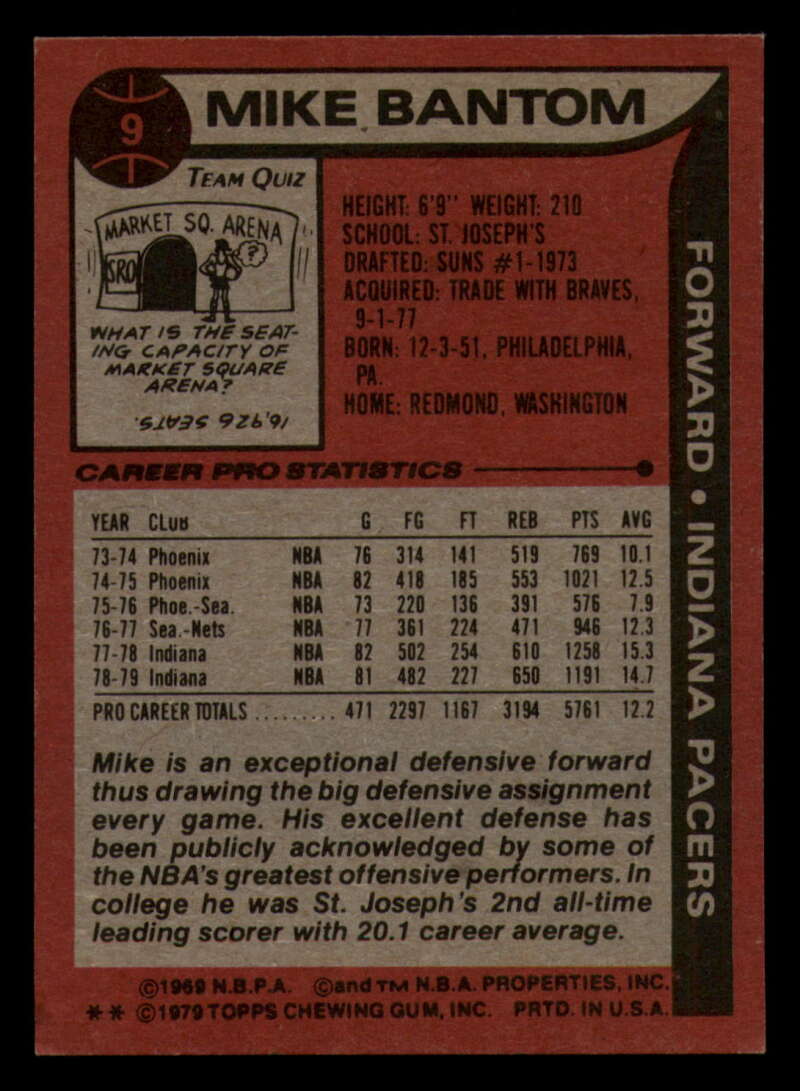 9
MIKE BANTOM
TEAM QUIZ
MARKET SQ. ARENA
SRO
?
WHAT IS THE SEAT-
ING CAPACITY OF
MARKET SQUARE
ARENA?
16,926 SEATS.
HEIGHT: 6'9" WEIGHT: 210
SCHOOL: ST. JOSEPH'S
DRAFTED: SUNS #1-1973
ACQUIRED: TRADE WITH BRAVES,
9-1-77
BORN: 12-3-51, PHILADELPHIA,
PA.
HOME: REDMOND, WASHINGTON
FORWARD • INDIANA PACERS
CAREER PRO STATISTICS
YEAR CLUB G FG FT REB PTS AVG
73-74 Phoenix NBA 76 314 141 519 769 10.1
74-75 Phoenix NBA 82 418 185 553 1021 12.5
75-76 Phoe.-Sea. NBA 73 220 136 391 576 7.9
76-77 Sea.-Nets NBA 77 361 224 471 946 12.3
77-78 Indiana NBA 82 502 254 610 1258 15.3
78-79 Indiana NBA 81 482 227 650 1191 14.7
PRO CAREER TOTALS ......... 471 2297 1167 3194 5761 12.2
Mike is an exceptional defensive forward
thus drawing the big defensive assignment
every game. His excellent defense has
been publicly acknowledged by some of
the NBA's greatest offensive performers. In
college he was St. Joseph's 2nd all-time
leading scorer with 20.1 career average.
©1969 N.B.P.A. ©and TM N.B.A. PROPERTIES, INC.
** ©1979 TOPPS CHEWING GUM, INC. PRTD. IN U.S.A.